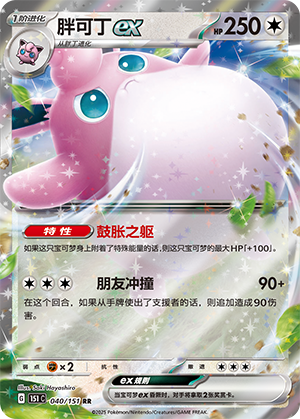 1阶进化
胖可丁ex
HP250
从胖丁进化
特性 鼓胀之躯
如果这只宝可梦身上附着了特殊能量的话,则这只宝可梦的最大HP「+100」。
朋友冲撞 90+
在这个回合,如果从手牌使出了支援者的话,则追加造成90伤
害。
Illus. Saki Hayashiro
弱点 ×2 抗性 撤退
G 151 C 040/151 RR
ex规则
当宝可梦ex昏厥时,对手将拿取2张奖赏卡。
©2025 Pokémon/Nintendo/Creatures/GAME FREAK.